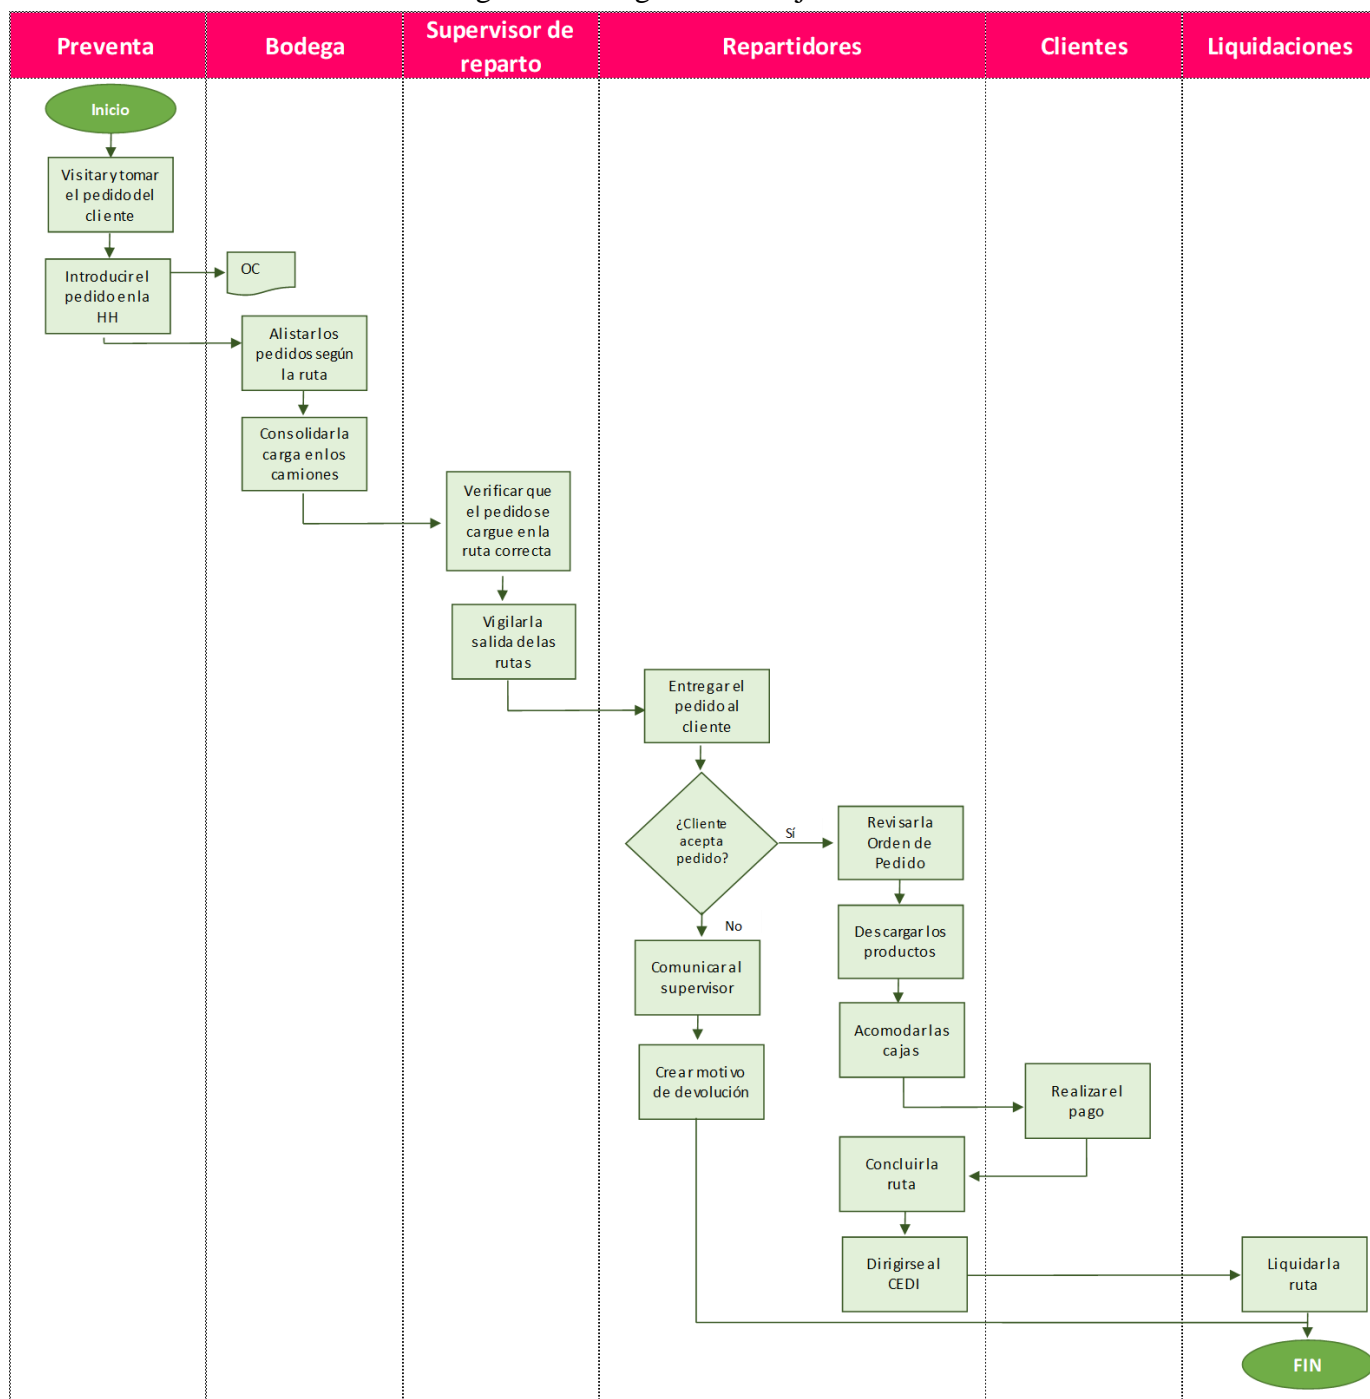 Preventa
Bodega
Supervisor de
reparto
Repartidores
Clientes
Liquidaciones
Inicio
Visitar y tomar
el pedido del
cliente
Introducir el
pedido en la
HH
OC
Alistar los
pedidos según
la ruta
Consolidar la
carga en los
camiones
Verificar que
el pedido se
cargue en la
ruta correcta
Vigilar la
salida de las
rutas
Entregar el
pedido al
cliente
¿Cliente
acepta
pedido?
Sí
No
Revisar la
Orden de
Pedido
Descargar los
productos
Comunicar al
supervisor
Acomodar las
cajas
Crear motivo
de devolución
Realizar el
pago
Concluir la
ruta
Dirigirse al
CEDI
Liquidar la
ruta
FIN